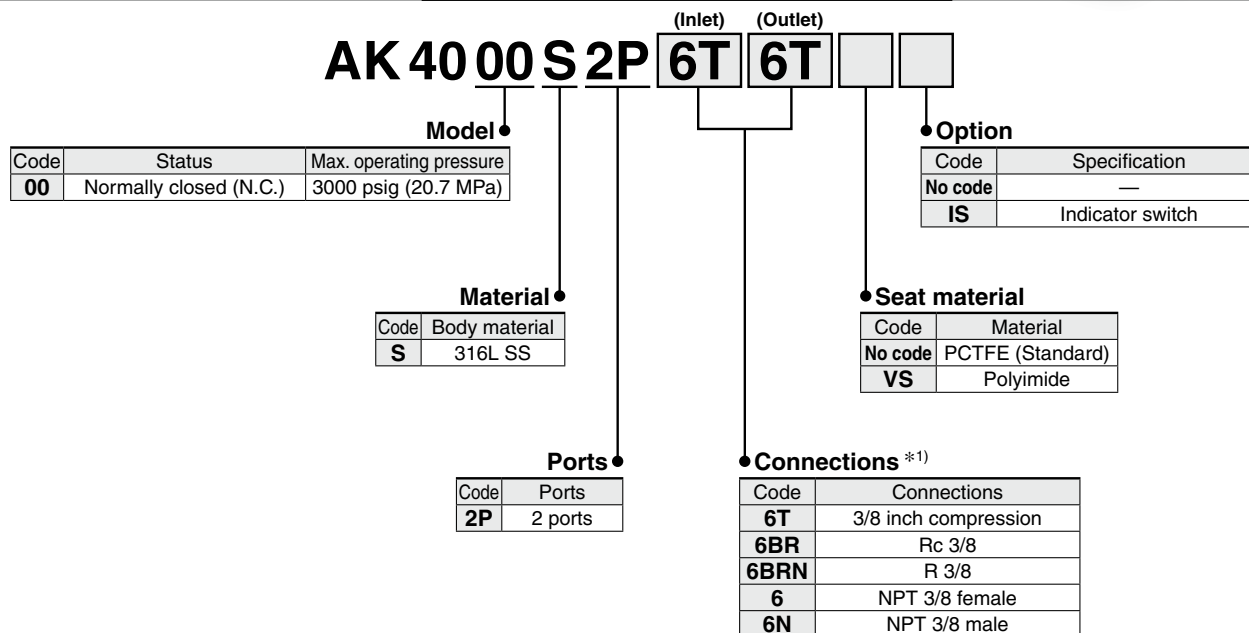 (Inlet) (Outlet)
AK 40 00 S 2P 6T 6T
Model
Code Status Max. operating pressure
00 Normally closed (N.C.) 3000 psig (20.7 MPa)
Option
Code Specification
No code —
IS Indicator switch
Material
Code Body material
S 316L SS
Seat material
Code Material
No code PCTFE (Standard)
VS Polyimide
Ports
Code Ports
2P 2 ports
Connections *1)
Code Connections
6T 3/8 inch compression
6BR Rc 3/8
6BRN R 3/8
6 NPT 3/8 female
6N NPT 3/8 male